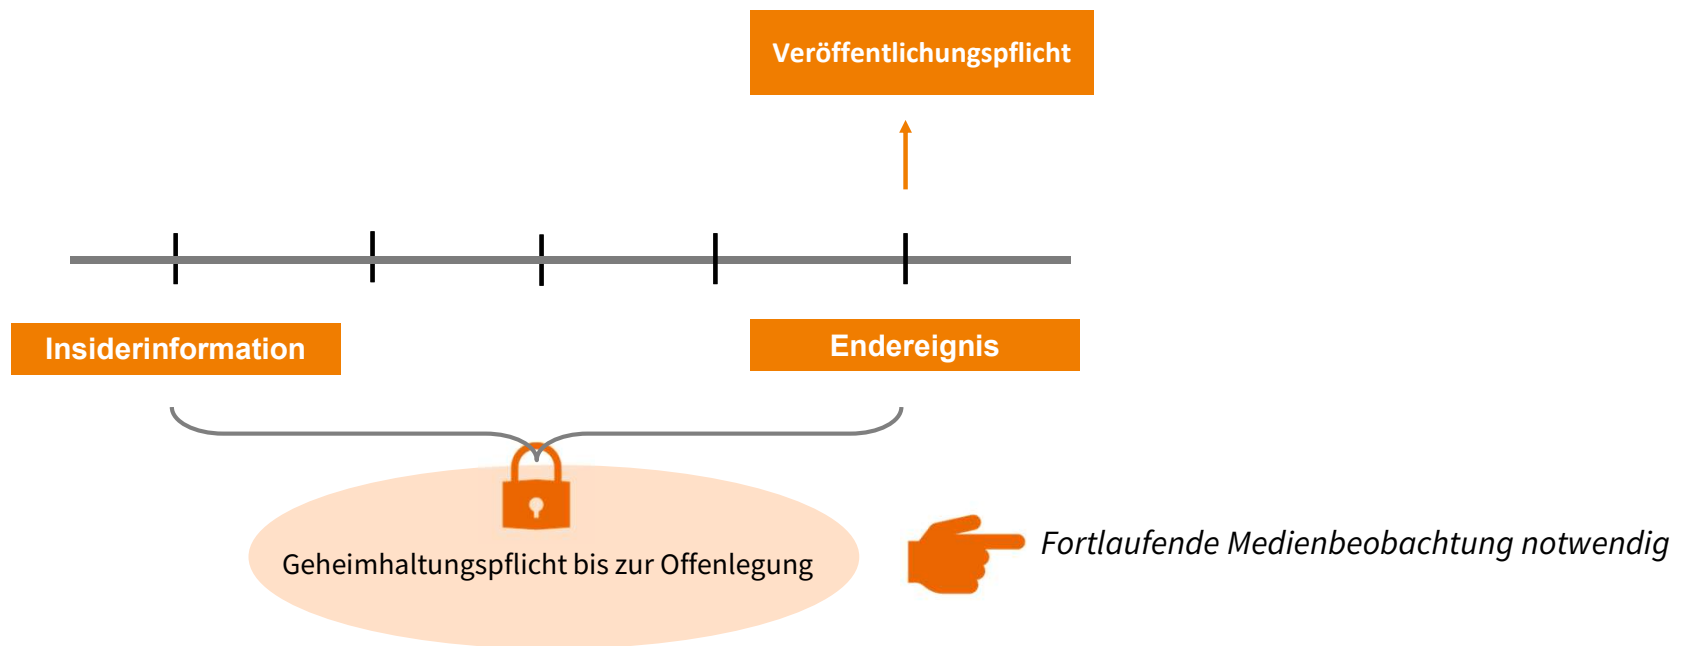 Veröffentlichungspflicht
Insiderinformation
Endereignis
Geheimhaltungspflicht bis zur Offenlegung
Fortlaufende Medienbeobachtung notwendig